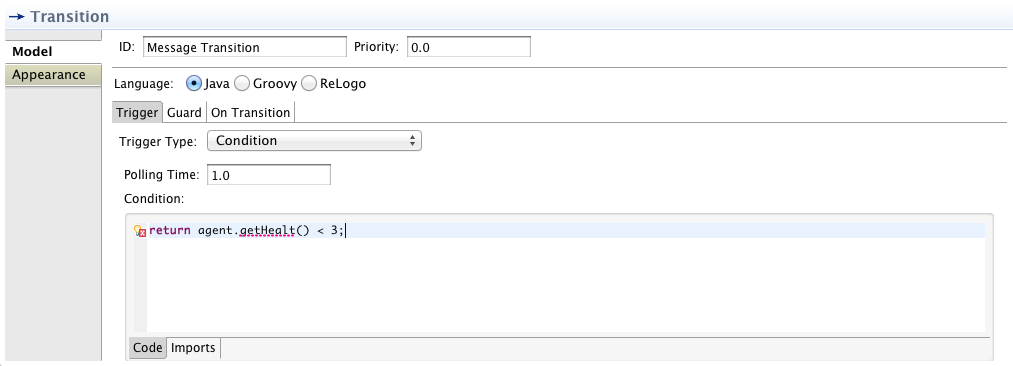 Transition
Model
Appearance
ID: Message Transition Priority: 0.0
Language: Java Groovy ReLogo
Trigger Guard On Transition
Trigger Type: Condition
Polling Time: 1.0
Condition:
return agent.getHealt() < 3;
Code Imports